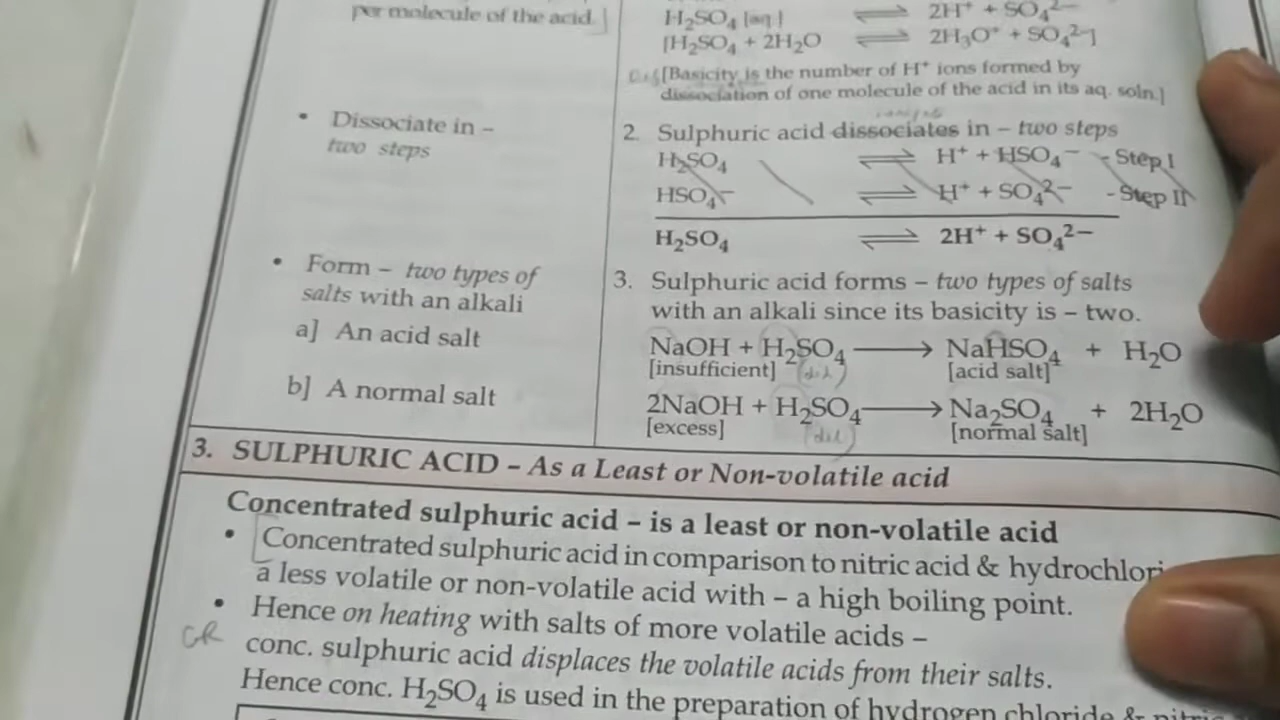 per molecule of the acid.]
H₂SO₄ [aq] ⇌ 2H⁺ + SO₄²⁻
[H₂SO₄ + 2H₂O ⇌ 2H₃O⁺ + SO₄²⁻]
[Basicity is the number of H⁺ ions formed by
dissociation of one molecule of the acid in its aq. soln.]
• Dissociate in –
two steps
2. Sulphuric acid dissociates in – two steps
H₂SO₄ ⇌ H⁺ + HSO₄⁻ - Step I
HSO₄⁻ ⇌ H⁺ + SO₄²⁻ - Step II
H₂SO₄ ⇌ 2H⁺ + SO₄²⁻
• Form – two types of
salts with an alkali
a] An acid salt
b] A normal salt
3. Sulphuric acid forms – two types of salts
with an alkali since its basicity is – two.
NaOH + H₂SO₄ ⟶ NaHSO₄ + H₂O
[insufficient] (dil) [acid salt]
2NaOH + H₂SO₄ ⟶ Na₂SO₄ + 2H₂O
[excess] (dil) [normal salt]
3. SULPHURIC ACID – As a Least or Non-volatile acid
Concentrated sulphuric acid – is a least or non-volatile acid
• Concentrated sulphuric acid in comparison to nitric acid & hydrochlori
a less volatile or non-volatile acid with – a high boiling point.
• Hence on heating with salts of more volatile acids –
conc. sulphuric acid displaces the volatile acids from their salts.
Hence conc. H₂SO₄ is used in the preparation of hydrogen chloride & nitri